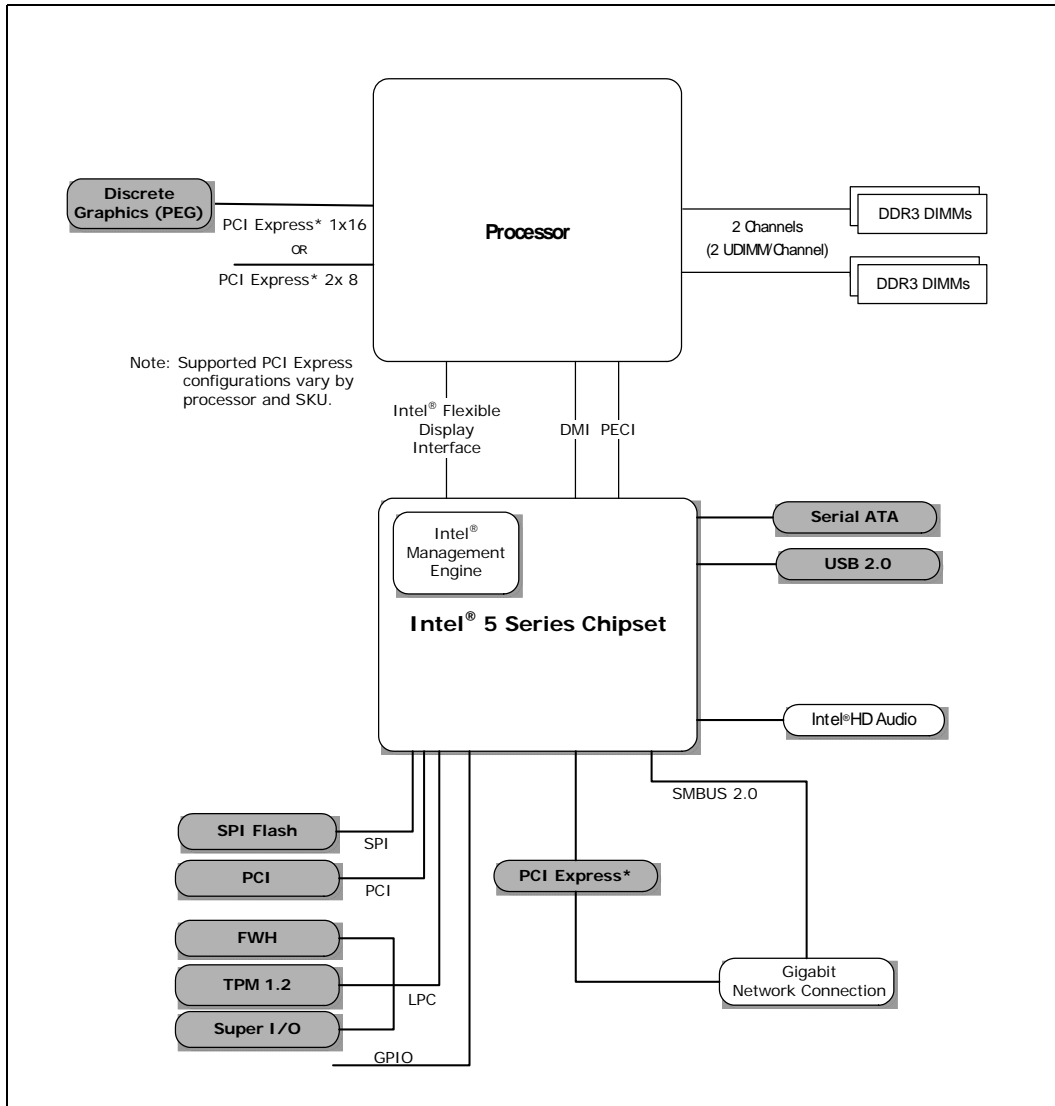 Processor
Discrete
Graphics (PEG)
PCI Express* 1x16
OR
PCI Express* 2x 8
2 Channels
(2 UDIMM/Channel)
DDR3 DIMMs
DDR3 DIMMs
Note: Supported PCI Express
configurations vary by
processor and SKU.
Intel® Flexible
Display
Interface
DMI
PECI
Intel®
Management
Engine
Intel® 5 Series Chipset
Serial ATA
USB 2.0
Intel®HD Audio
SMBUS 2.0
SPI Flash
SPI
PCI
PCI
PCI Express*
FWH
TPM 1.2
LPC
Super I/O
GPIO
Gigabit
Network Connection